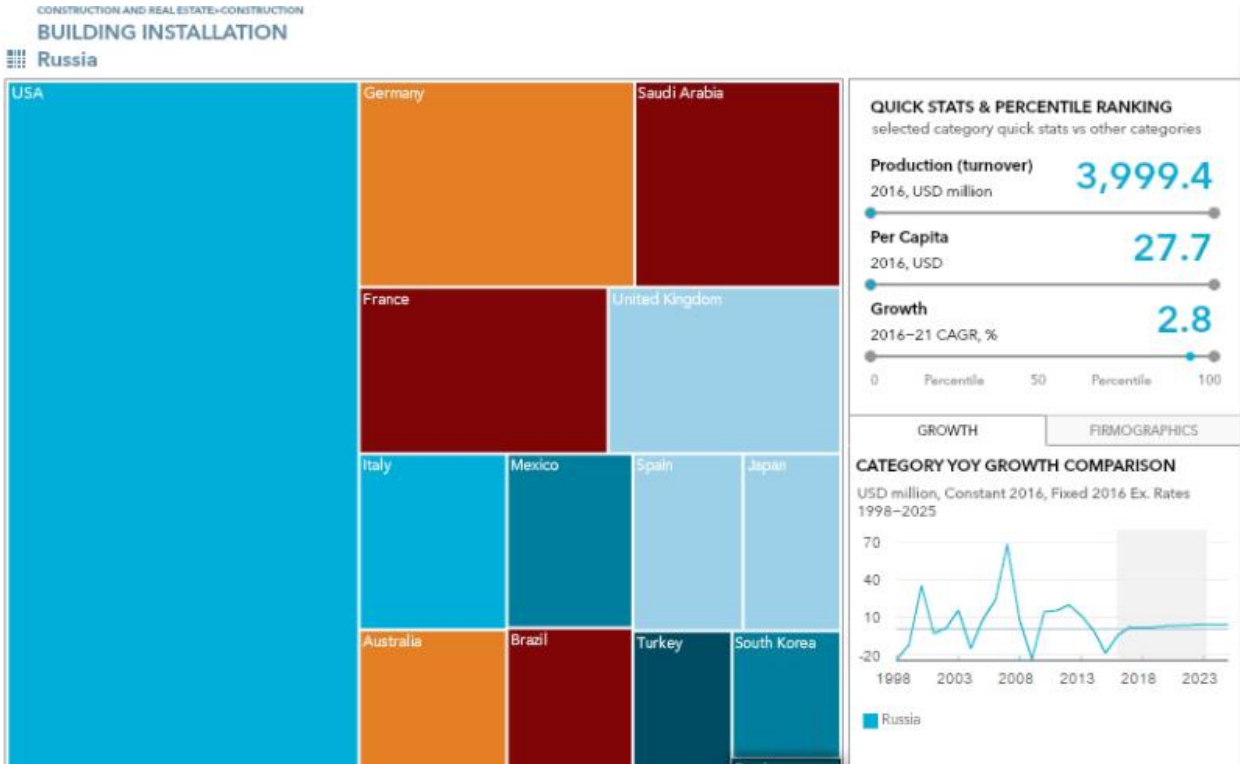 CONSTRUCTION AND REAL ESTATE>CONSTRUCTION
BUILDING INSTALLATION
Russia
USA
Germany
Saudi Arabia
France
United Kingdom
Italy
Mexico
Spain
Japan
Australia
Brazil
Turkey
South Korea
QUICK STATS & PERCENTILE RANKING
selected category quick stats vs other categories
Production (turnover)
3,999.4
2016, USD million
Per Capita
27.7
2016, USD
Growth
2.8
2016–21 CAGR, %
0 Percentile 50 Percentile 100
GROWTH FIRMOGRAPHICS
CATEGORY YOY GROWTH COMPARISON
USD million, Constant 2016, Fixed 2016 Ex. Rates
1998–2025
70
40
10
-20
1998 2003 2008 2013 2018 2023
Russia